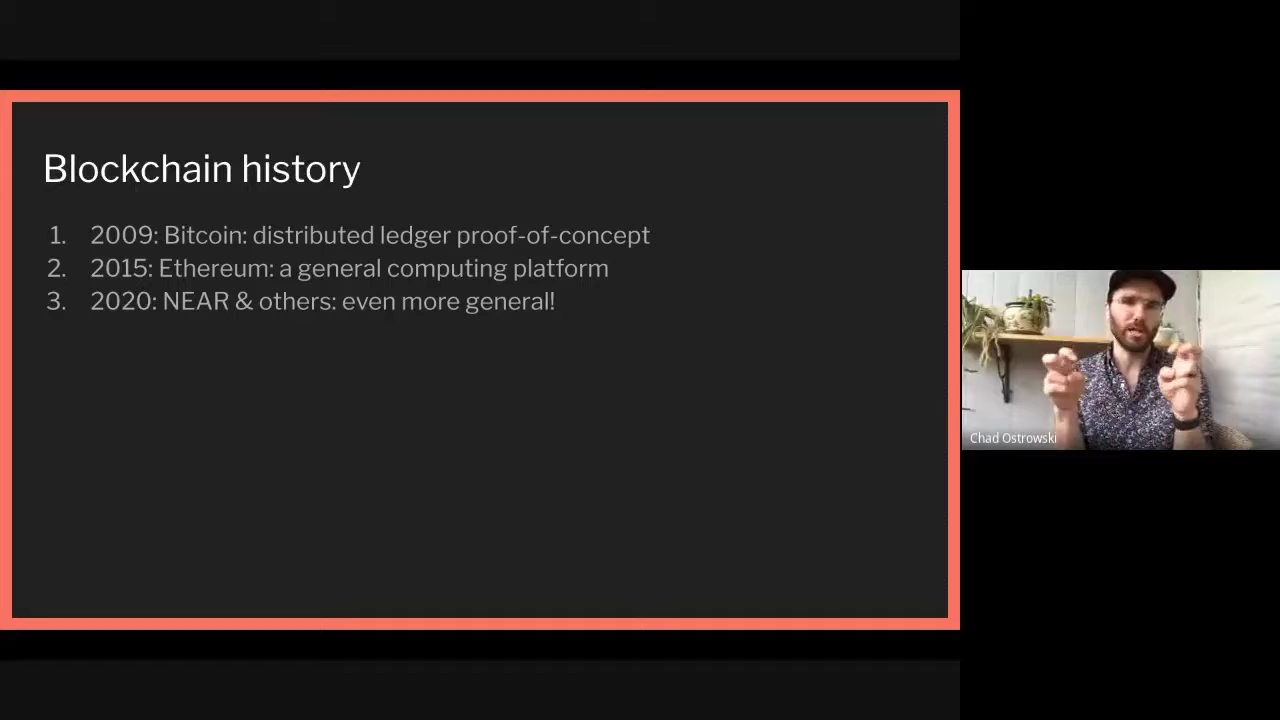 Blockchain history
1. 2009: Bitcoin: distributed ledger proof-of-concept
2. 2015: Ethereum: a general computing platform
3. 2020: NEAR & others: even more general!
Chad Ostrowski